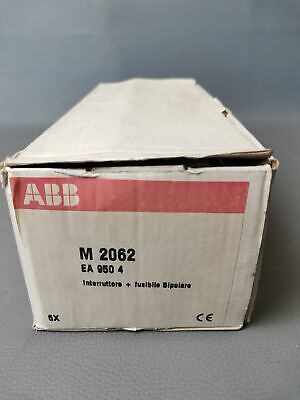 ABB
M 2062
EA 950 4
Interruttore + fusibile Bipolare
6X
CE